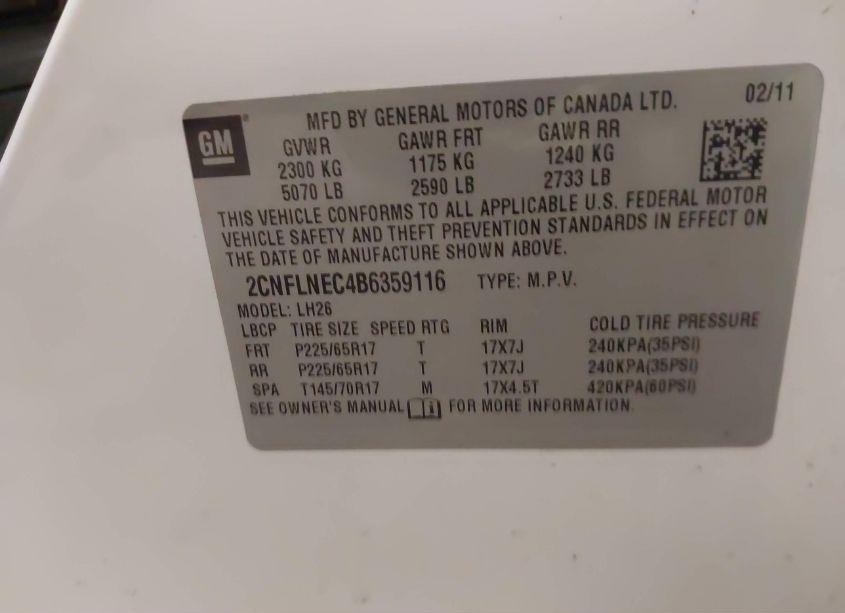 MFD BY GENERAL MOTORS OF CANADA LTD. 02/11
GM
GVWR GAWR FRT GAWR RR
2300 KG 1175 KG 1240 KG
5070 LB 2590 LB 2733 LB
THIS VEHICLE CONFORMS TO ALL APPLICABLE U.S. FEDERAL MOTOR
VEHICLE SAFETY AND THEFT PREVENTION STANDARDS IN EFFECT ON
THE DATE OF MANUFACTURE SHOWN ABOVE.
2CNFLNEC4B6359116 TYPE: M.P.V.
MODEL: LH26
LBCP TIRE SIZE SPEED RTG RIM COLD TIRE PRESSURE
FRT P225/65R17 T 17X7J 240KPA(35PSI)
RR P225/65R17 T 17X7J 240KPA(35PSI)
SPA T145/70R17 M 17X4.5T 420KPA(60PSI)
SEE OWNER'S MANUAL FOR MORE INFORMATION.